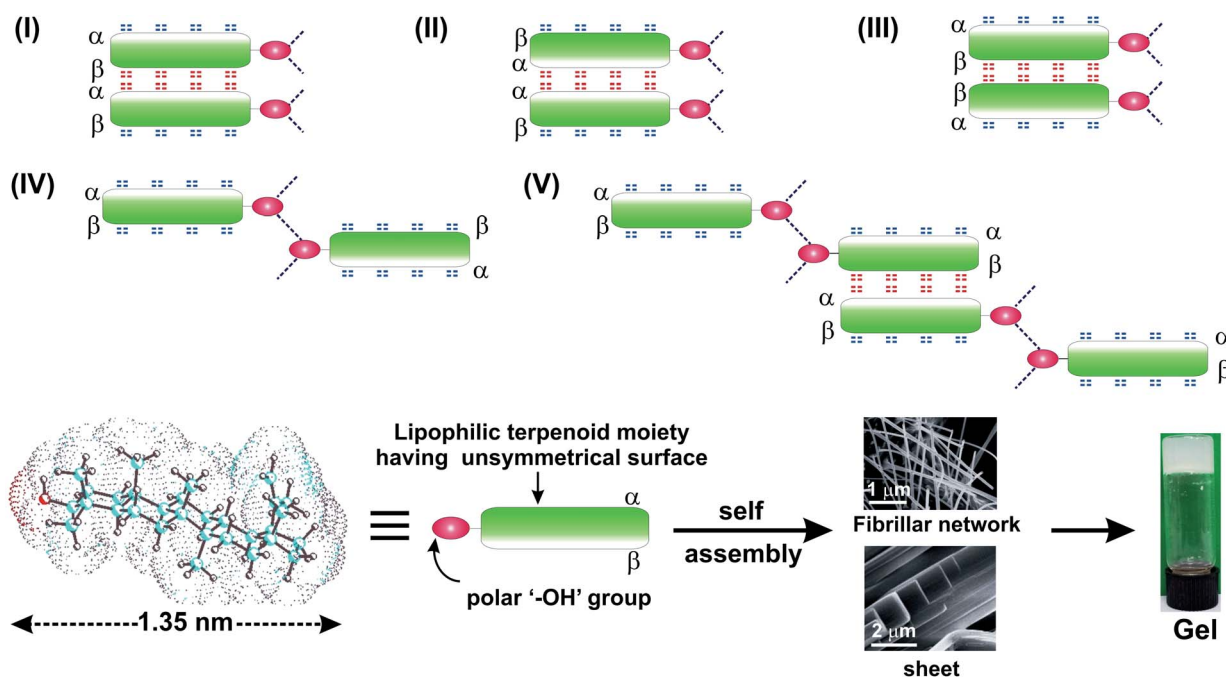 (I)
α
β
α
β
(II)
β
α
α
β
(III)
α
β
β
α
(IV)
α
β
β
α
(V)
α
β
α
β
α
β
α
β
Lipophilic terpenoid moiety
having unsymmetrical surface
α
β
polar ‘-OH’ group
1.35 nm
self
assembly
1 μm
Fibrillar network
2 μm
sheet
Gel